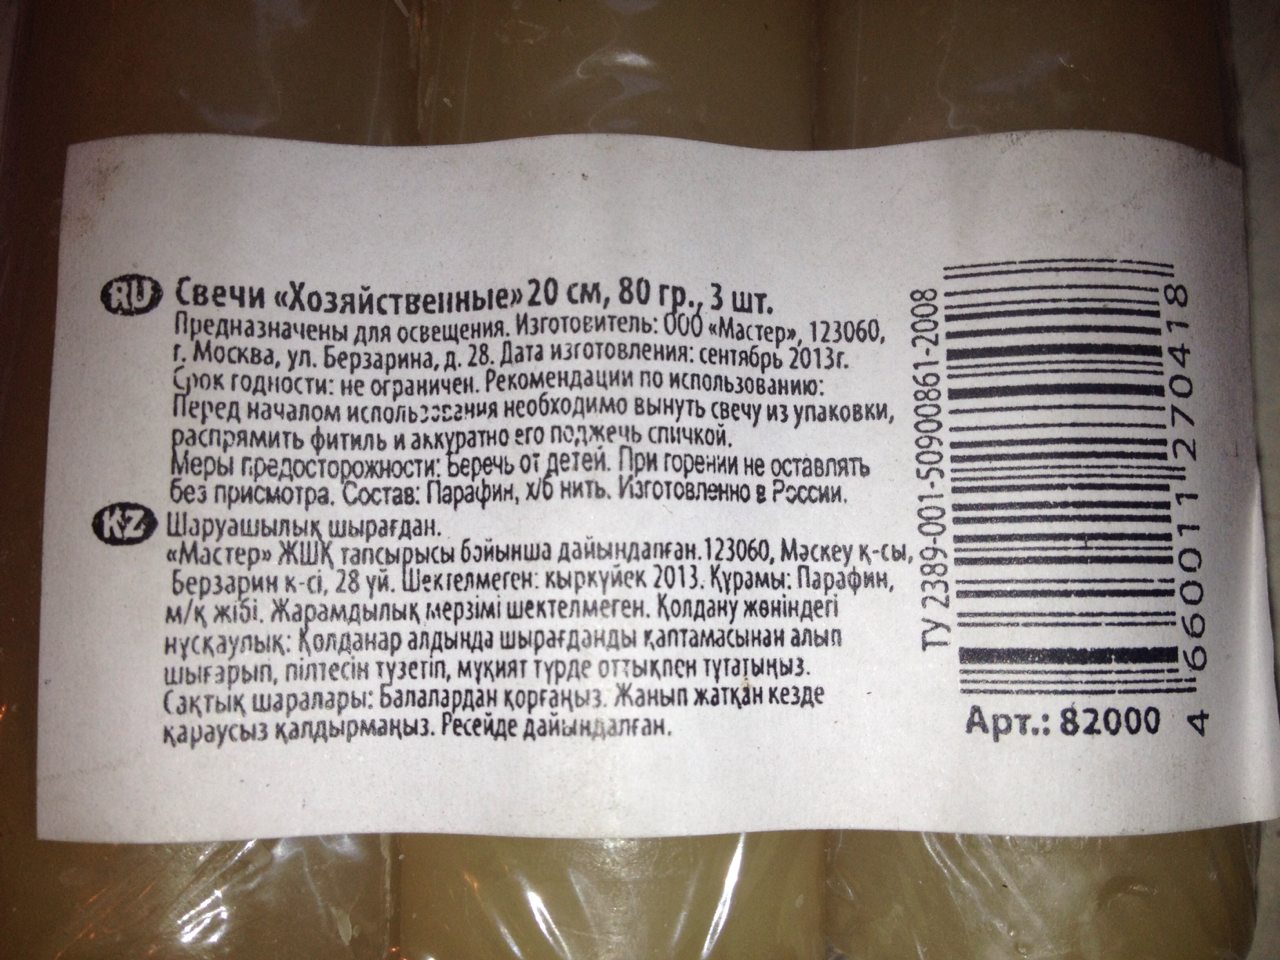 RU Свечи «Хозяйственные» 20 см, 80 гр., 3 шт.
Предназначены для освещения. Изготовитель: ООО «Мастер», 123060,
г. Москва, ул. Берзарина, д. 28. Дата изготовления: сентябрь 2013г.
Срок годности: не ограничен. Рекомендации по использованию:
Перед началом использования необходимо вынуть свечу из упаковки,
распрямить фитиль и аккуратно его поджечь спичкой.
Меры предосторожности: Беречь от детей. При горении не оставлять
без присмотра. Состав: Парафин, х/б нить. Изготовленно в России.
KZ Шаруашылық шырағдан.
«Мастер» ЖШҚ тапсырысы бойынша дайындалған. 123060, Мәскеу қ-сы,
Берзарин к-сі, 28 үй. Шектелмеген: кыркүйек 2013. Құрамы: Парафин,
м/қ жібі. Жарамдылық мерзімі шектелмеген. Қолдану жөніндегі
нұсқаулық: Қолданар алдында шырағданды қаптамасынан алып
шығарып, пілтесін түзетіп, мұқият түрде оттықпен тұтатыңыз.
Сақтық шаралары: Балалардан қорғаңыз. Жанып жатқан кезде
қараусыз қалдырмаңыз. Ресейде дайындалған.
ТУ 2389-001-50900861-2008
4 660011 270418
Арт.: 82000